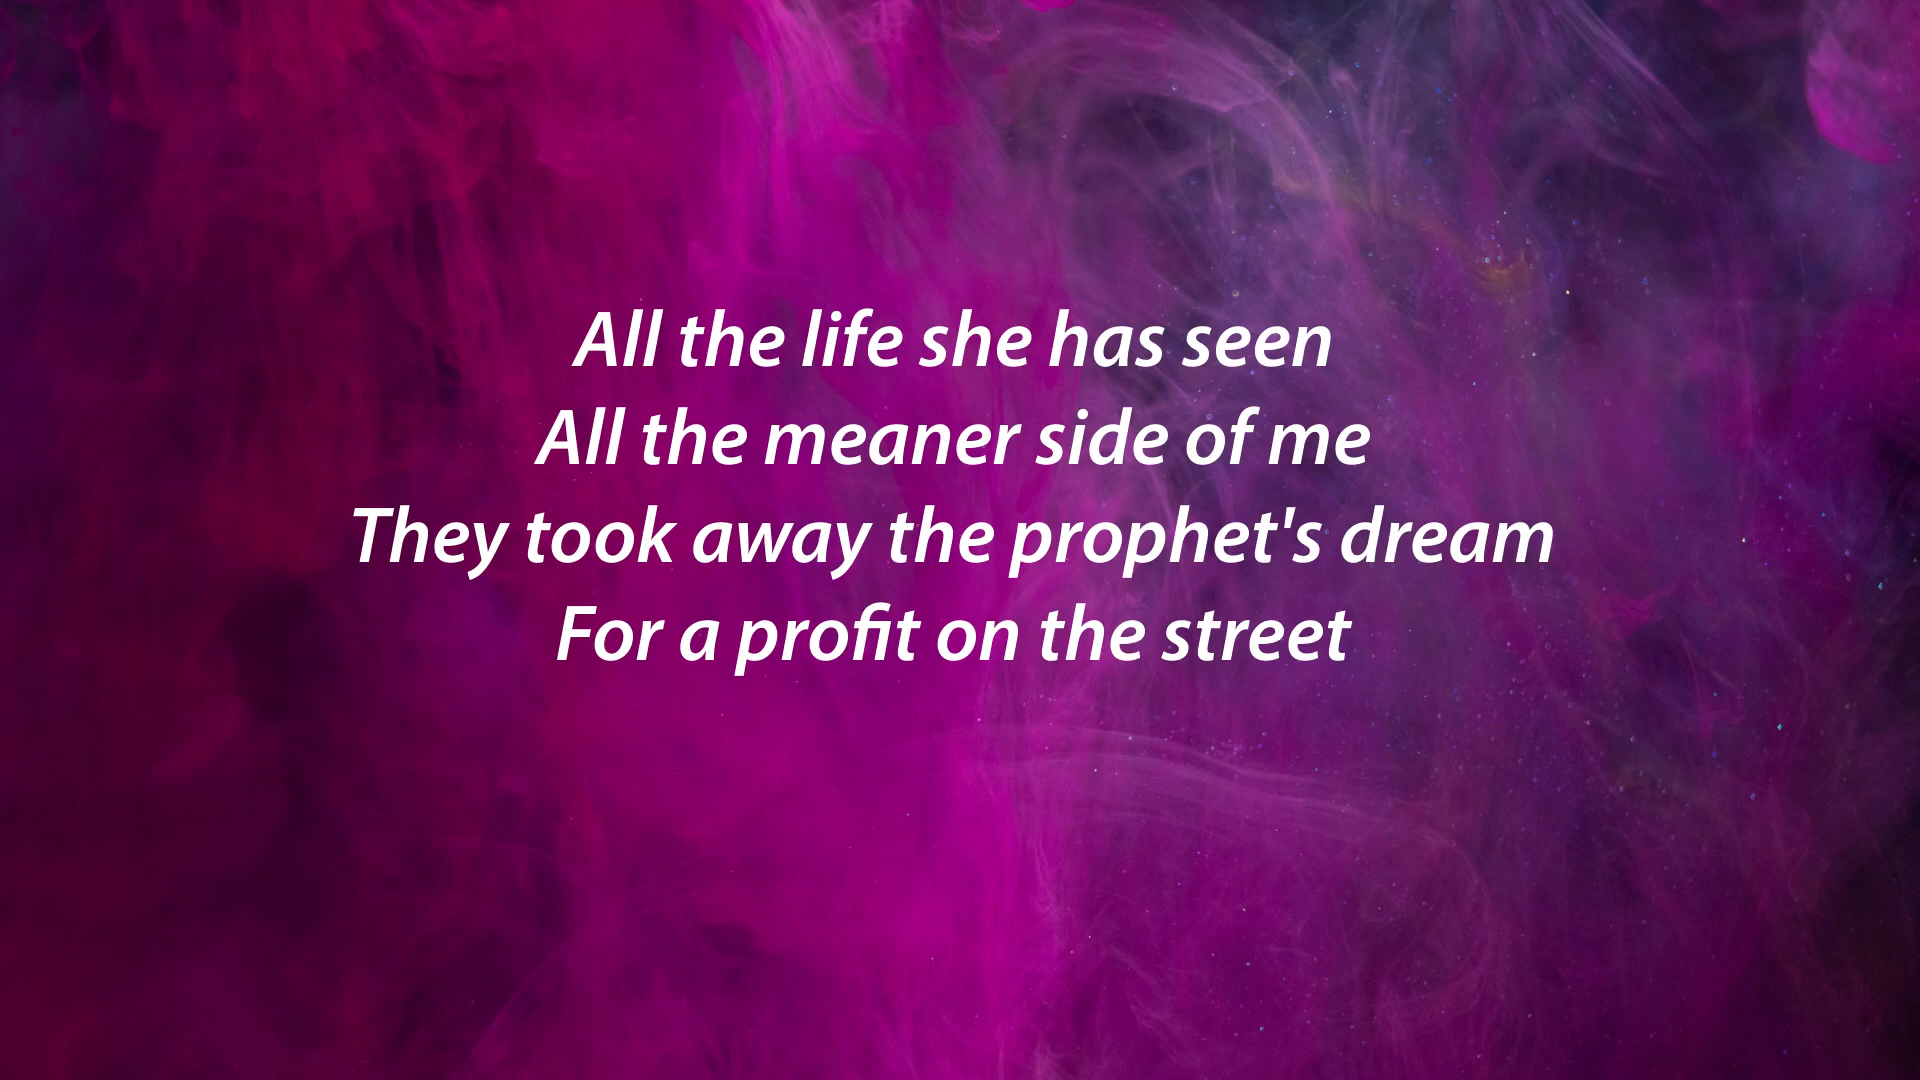 All the life she has seen
All the meaner side of me
They took away the prophet's dream
For a profit on the street